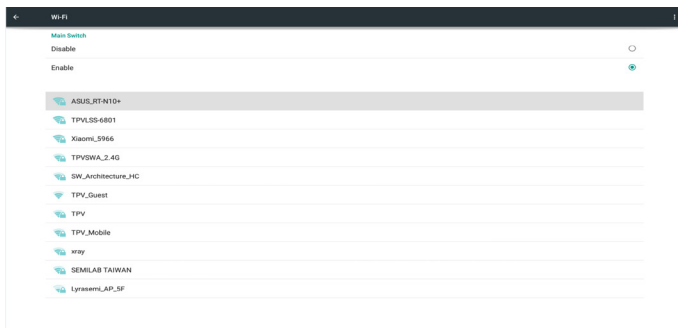 Wi-Fi
Main Switch
Disable
Enable
ASUS_RT-N10+
TPVLSS-6801
Xiaomi_5966
TPVSWA_2.4G
SW_Architecture_HC
TPV_Guest
TPV
TPV_Mobile
xray
SEMILAB TAIWAN
Lyrasemi_AP_5F